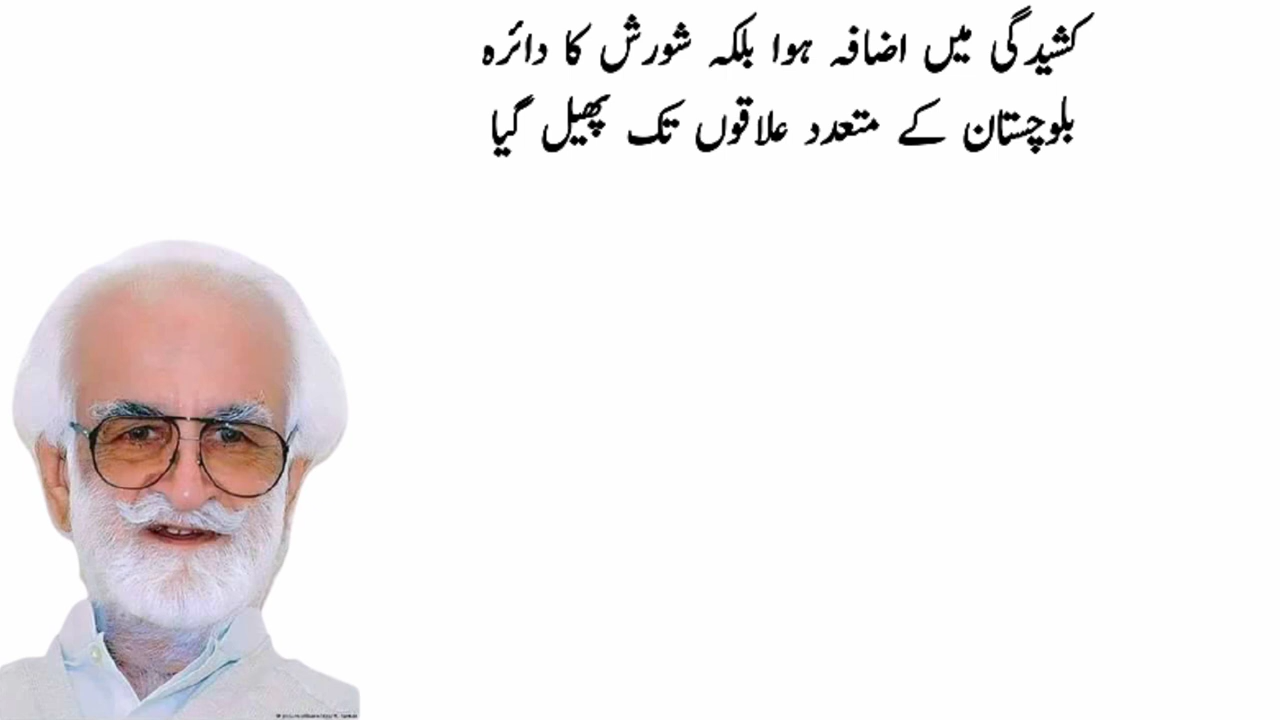 کشیدگی میں اضافہ ہوا بلکہ شورش کا دائرہ
بلوچستان کے متعدد علاقوں تک پھیل گیا